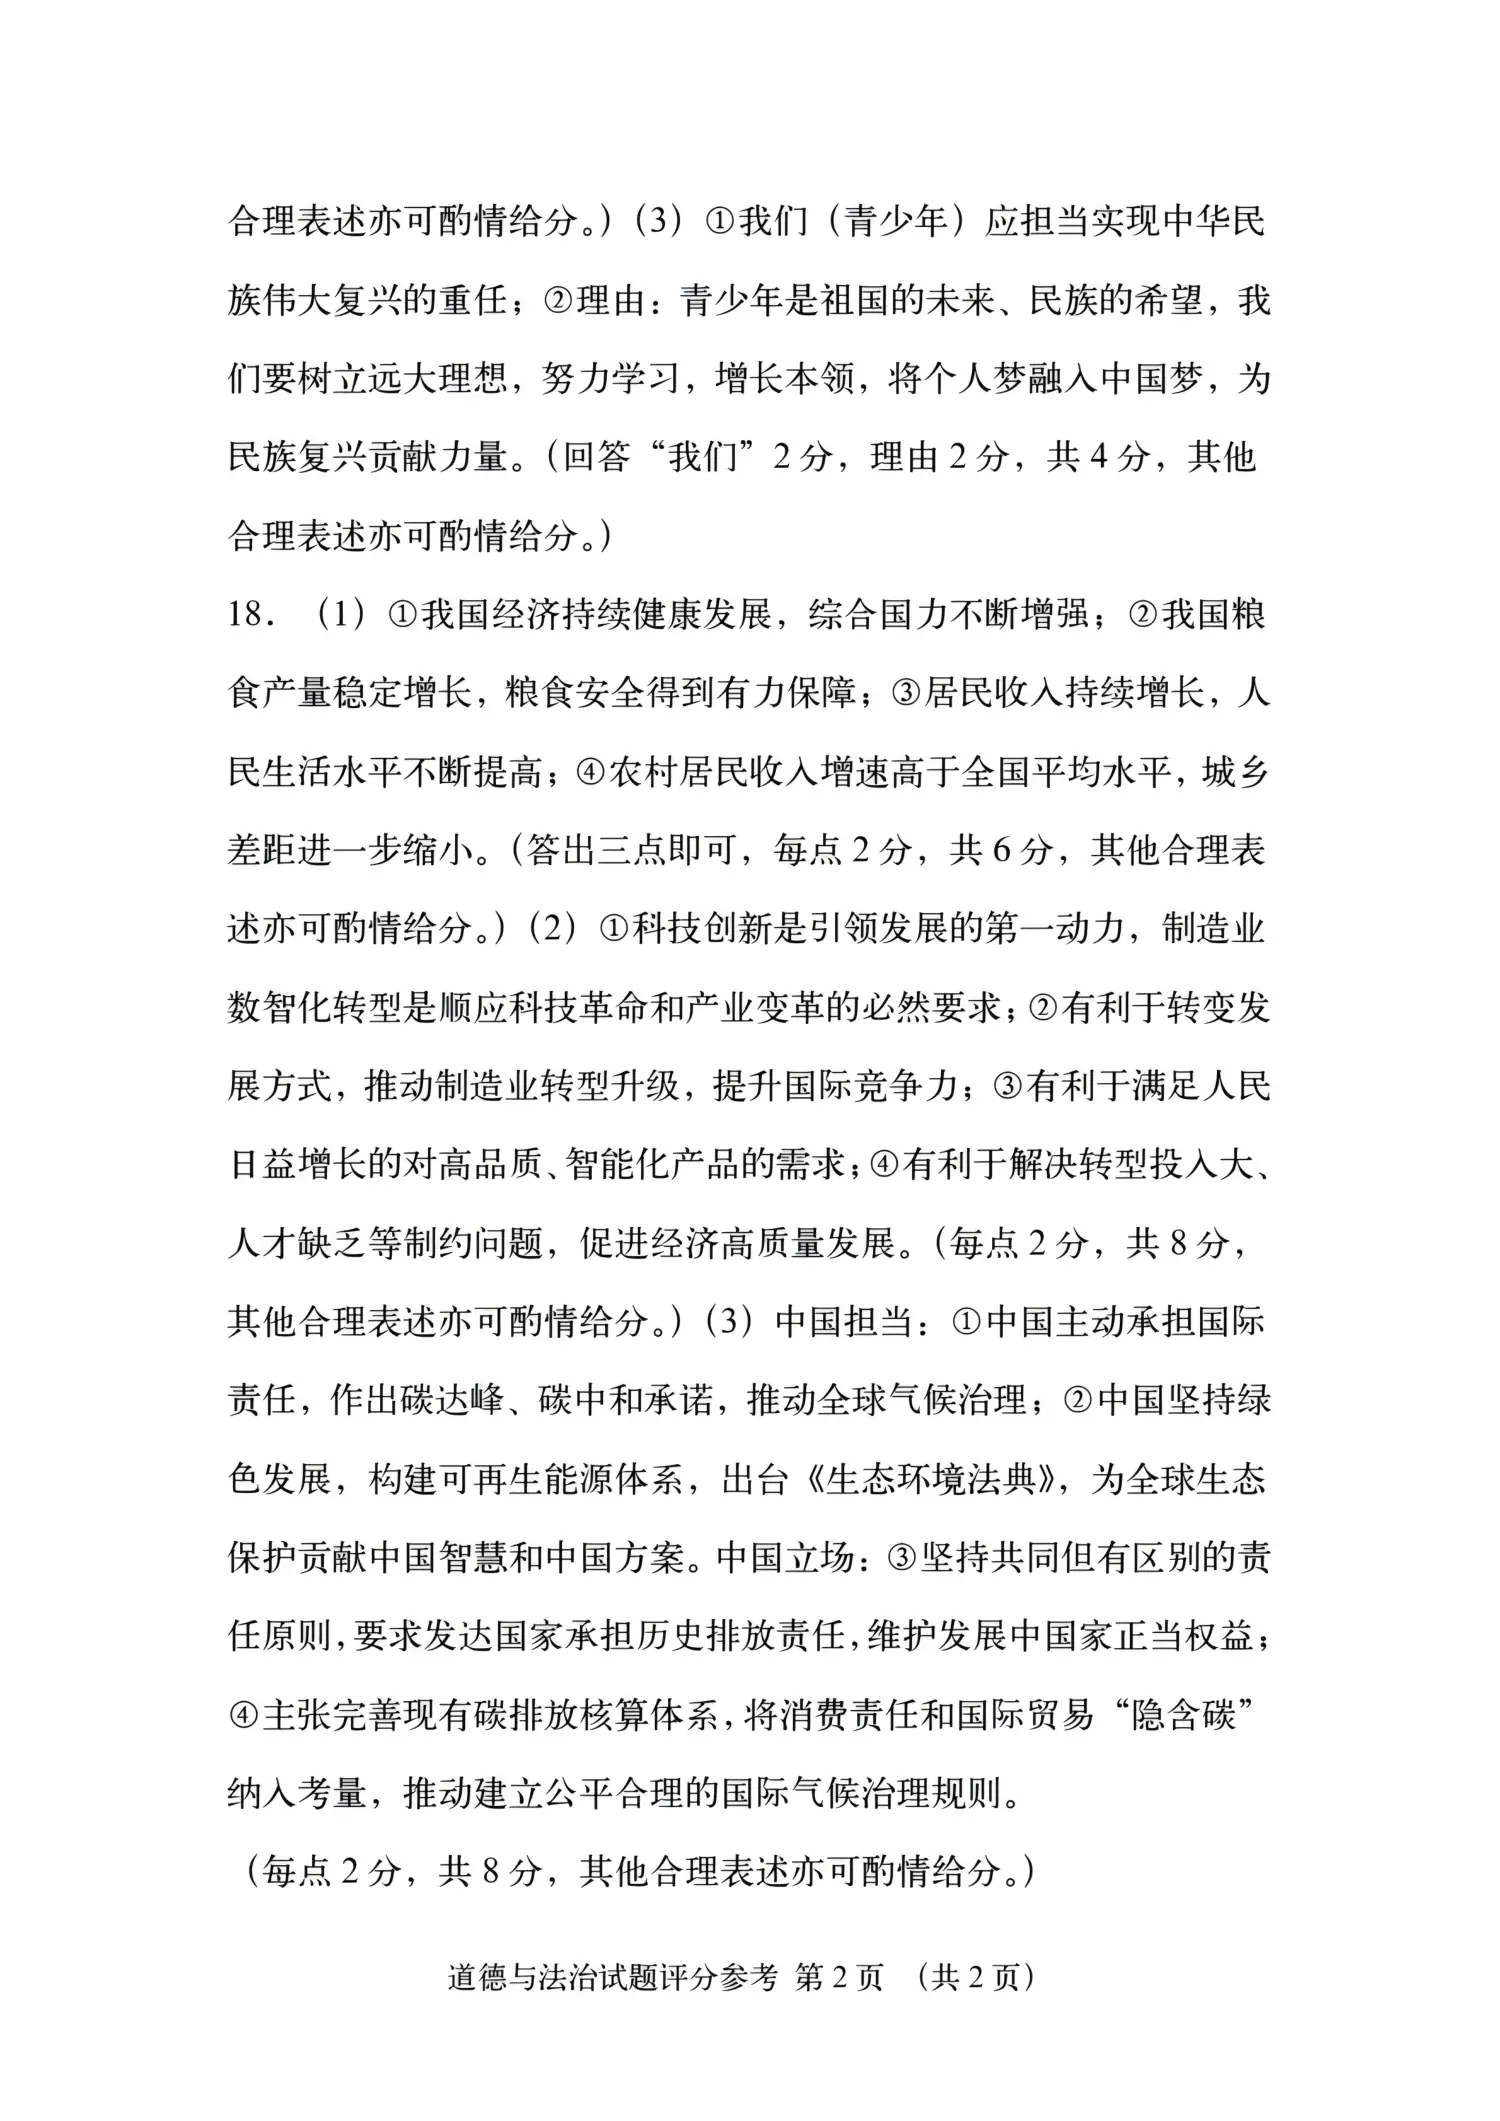 合理表述亦可酌情给分。）（3）①我们（青少年）应担当实现中华民
族伟大复兴的重任；②理由：青少年是祖国的未来、民族的希望，我
们要树立远大理想，努力学习，增长本领，将个人梦融入中国梦，为
民族复兴贡献力量。（回答“我们”2分，理由2分，共4分，其他
合理表述亦可酌情给分。）
18. （1）①我国经济持续健康发展，综合国力不断增强；②我国粮
食产量稳定增长，粮食安全得到有力保障；③居民收入持续增长，人
民生活水平不断提高；④农村居民收入增速高于全国平均水平，城乡
差距进一步缩小。（答出三点即可，每点2分，共6分，其他合理表
述亦可酌情给分。）（2）①科技创新是引领发展的第一动力，制造业
数智化转型是顺应科技革命和产业变革的必然要求；②有利于转变发
展方式，推动制造业转型升级，提升国际竞争力；③有利于满足人民
日益增长的对高品质、智能化产品的需求；④有利于解决转型投入大、
人才缺乏等制约问题，促进经济高质量发展。（每点2分，共8分，
其他合理表述亦可酌情给分。）（3）中国担当：①中国主动承担国际
责任，作出碳达峰、碳中和承诺，推动全球气候治理；②中国坚持绿
色发展，构建可再生能源体系，出台《生态环境法典》，为全球生态
保护贡献中国智慧和中国方案。中国立场：③坚持共同但有区别的责
任原则，要求发达国家承担历史排放责任，维护发展中国家正当权益；
④主张完善现有碳排放核算体系，将消费责任和国际贸易“隐含碳”
纳入考量，推动建立公平合理的国际气候治理规则。
（每点2分，共8分，其他合理表述亦可酌情给分。）
道德与法治试题评分参考 第2页 （共2页）